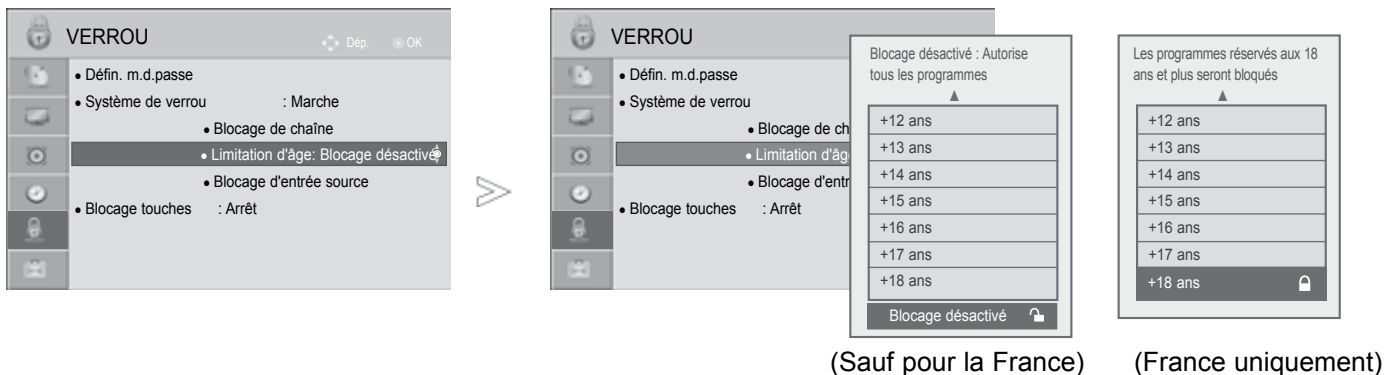 VERROU
Dép. OK
• Défin. m.d.passe
• Système de verrou : Marche
• Blocage de chaîne
• Limitation d'âge: Blocage désactivé
• Blocage d'entrée source
• Blocage touches : Arrêt
VERROU
• Défin. m.d.passe
• Système de verrou
• Blocage de ch
• Limitation d'âg
• Blocage d'entr
• Blocage touches : Arrêt
Blocage désactivé : Autorise
tous les programmes
+12 ans
+13 ans
+14 ans
+15 ans
+16 ans
+17 ans
+18 ans
Blocage désactivé
(Sauf pour la France)
Les programmes réservés aux 18
ans et plus seront bloqués
+12 ans
+13 ans
+14 ans
+15 ans
+16 ans
+17 ans
+18 ans
(France uniquement)